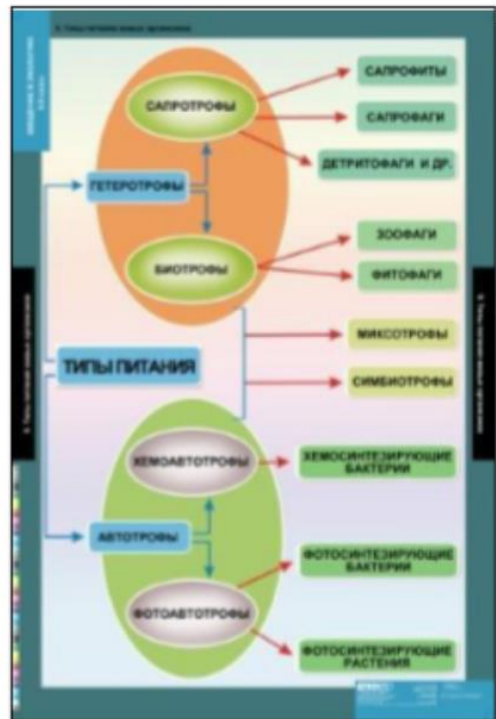 САПРОФИТЫ
САПРОТРОФЫ
САПРОФАГИ
ДЕТРИТОФАГИ И ДР.
ГЕТЕРОТРОФЫ
ЗООФАГИ
БИОТРОФЫ
ФИТОФАГИ
МИКСОТРОФЫ
ТИПЫ ПИТАНИЯ
СИМБИОТРОФЫ
ХЕМОАВТОТРОФЫ
ХЕМОСИНТЕЗИРУЮЩИЕ
БАКТЕРИИ
АВТОТРОФЫ
ФОТОСИНТЕЗИРУЮЩИЕ
БАКТЕРИИ
ФОТОАВТОТРОФЫ
ФОТОСИНТЕЗИРУЮЩИЕ
РАСТЕНИЯ